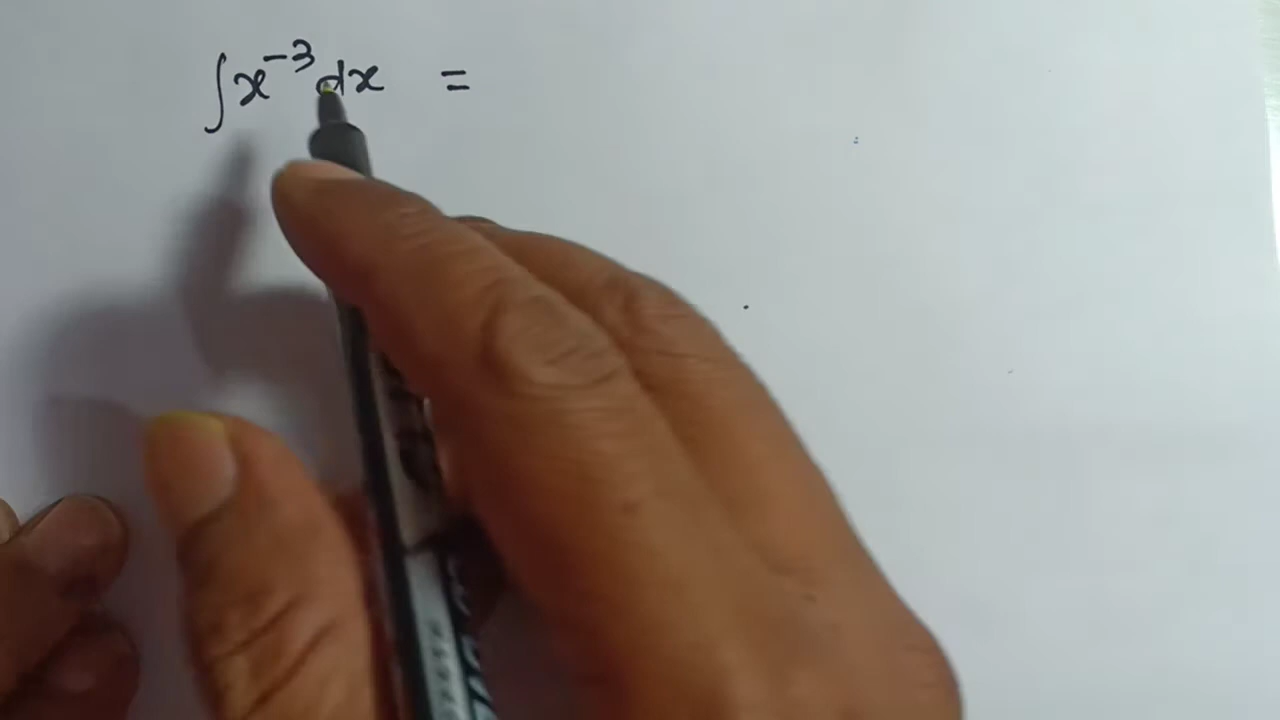 ∫x⁻³dx =